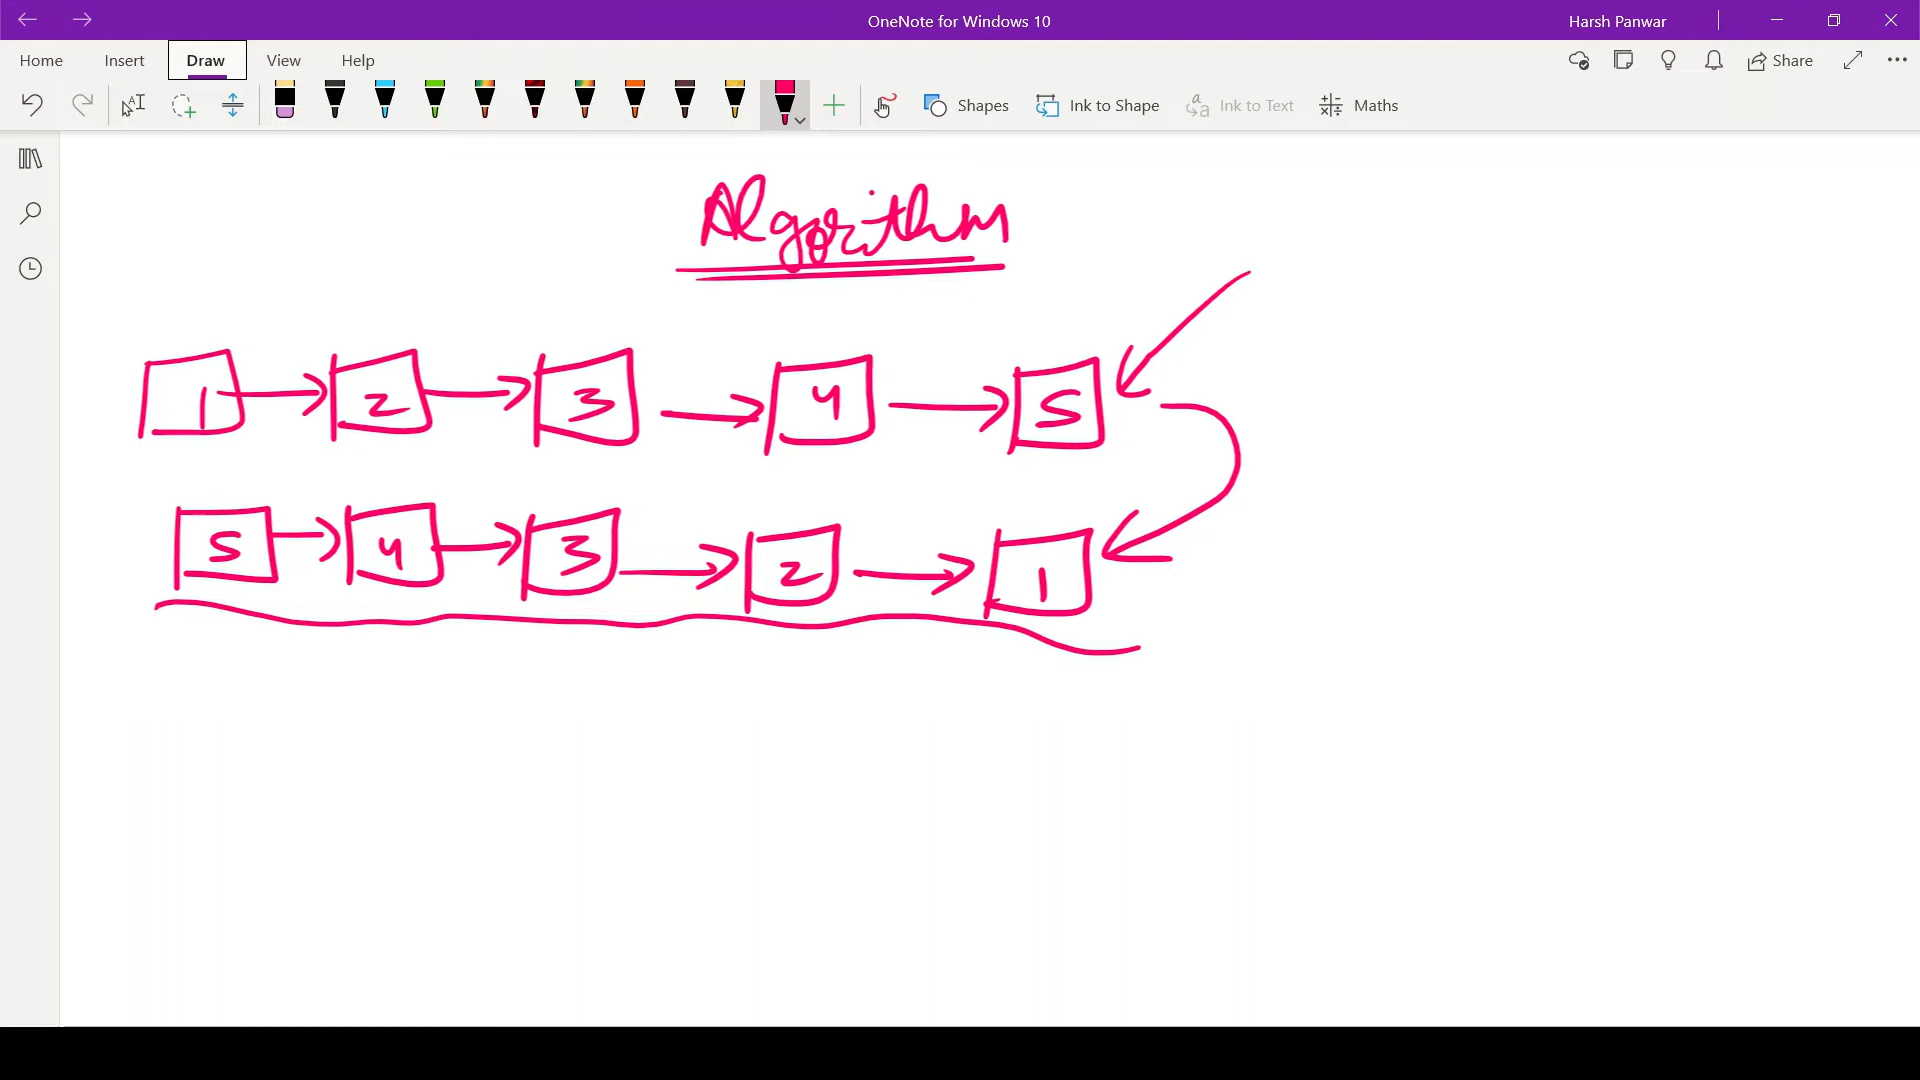 OneNote for Windows 10
Harsh Panwar
Home Insert Draw View Help
Share
Shapes Ink to Shape Ink to Text Maths
Algorithm
1 2 3 4 5
5 4 3 2 1